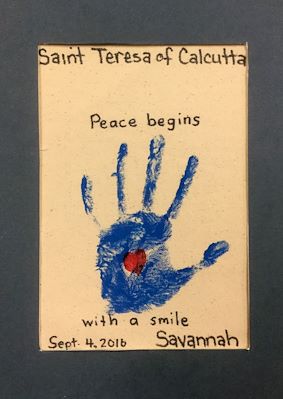 Saint Teresa of Calcutta
Peace begins
with a smile
Sept. 4, 2016 Savannah